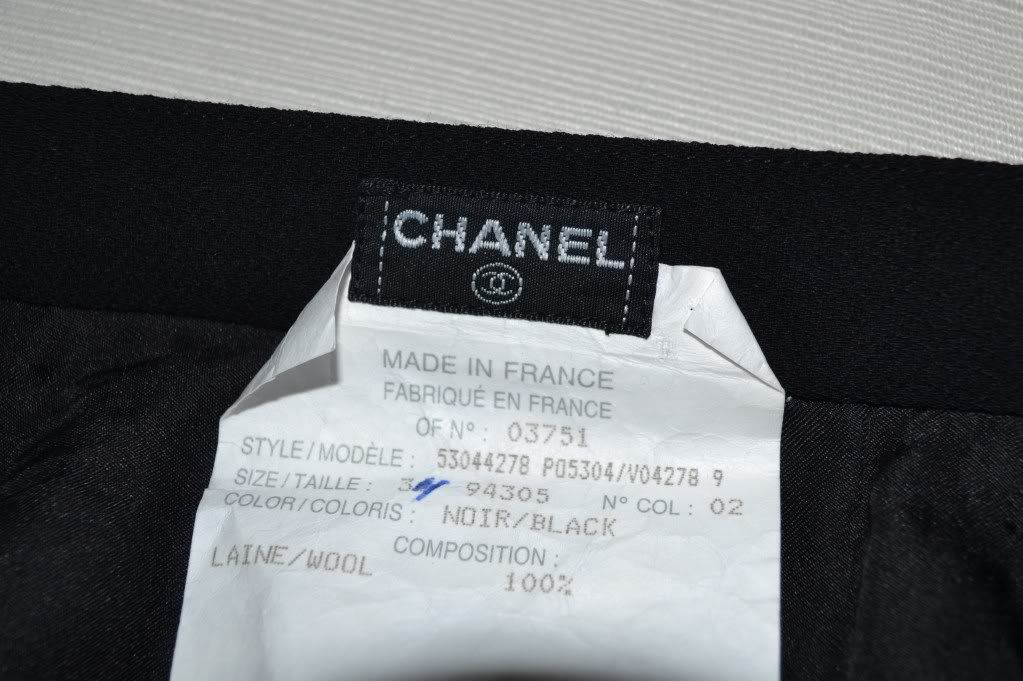 CHANEL
MADE IN FRANCE
FABRIQUÉ EN FRANCE
OF N° : 03751
STYLE/MODÈLE : 53044278 P05304/V04278 9
SIZE/TAILLE : 94305 N° COL : 02
COLOR/COLORIS : NOIR/BLACK
COMPOSITION :
LAINE/WOOL 100%